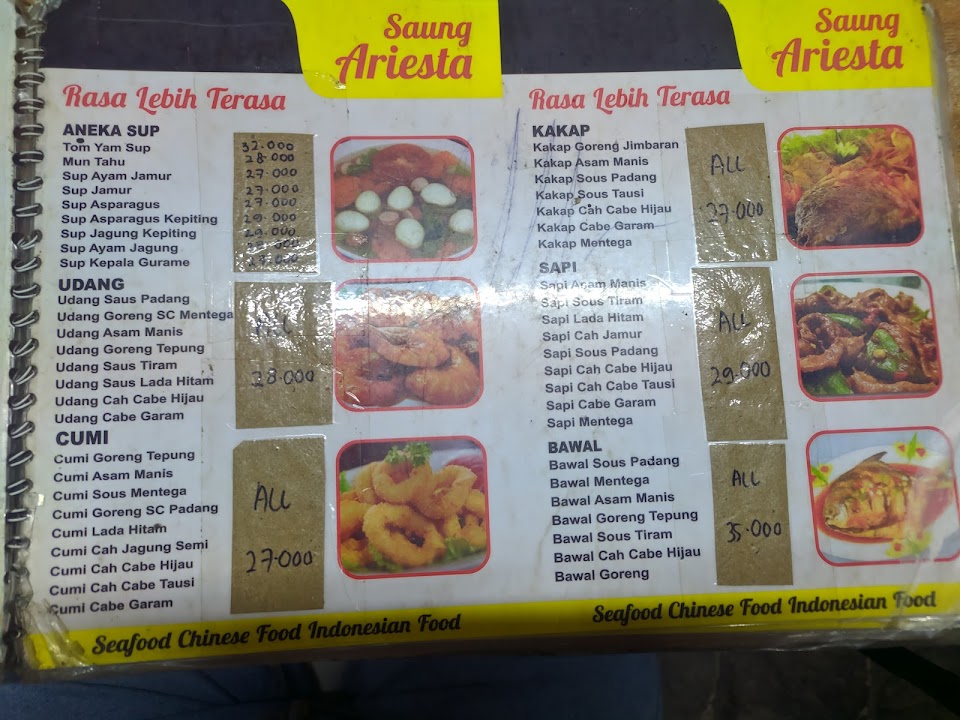 Saung
Ariesta
Rasa Lebih Terasa
ANEKA SUP
Tom Yam Sup 32.000
Mun Tahu 28.000
Sup Ayam Jamur 27.000
Sup Jamur 27.000
Sup Asparagus 27.000
Sup Asparagus Kepiting 29.000
Sup Jagung Kepiting 29.000
Sup Ayam Jagung
Sup Kepala Gurame
UDANG
Udang Saus Padang
Udang Goreng SC Mentega
Udang Asam Manis
Udang Goreng Tepung
Udang Saus Tiram
Udang Saus Lada Hitam
Udang Cah Cabe Hijau
Udang Cabe Garam
ALL
28.000
CUMI
Cumi Goreng Tepung
Cumi Asam Manis
Cumi Sous Mentega
Cumi Goreng SC Padang
Cumi Lada Hitam
Cumi Cah Jagung Semi
Cumi Cah Cabe Hijau
Cumi Cah Cabe Tausi
Cumi Cabe Garam
ALL
27.000
Seafood Chinese Food Indonesian Food
Saung
Ariesta
Rasa Lebih Terasa
KAKAP
Kakap Goreng Jimbaran
Kakap Asam Manis
Kakap Sous Padang
Kakap Sous Tausi
Kakap Cah Cabe Hijau
Kakap Cabe Garam
Kakap Mentega
ALL
27.000
SAPI
Sapi Asam Manis
Sapi Sous Tiram
Sapi Lada Hitam
Sapi Cah Jamur
Sapi Sous Padang
Sapi Cah Cabe Hijau
Sapi Cah Cabe Tausi
Sapi Cabe Garam
Sapi Mentega
ALL
29.000
BAWAL
Bawal Sous Padang
Bawal Mentega
Bawal Asam Manis
Bawal Goreng Tepung
Bawal Sous Tiram
Bawal Cah Cabe Hijau
Bawal Goreng
ALL
35.000
Seafood Chinese Food Indonesian Food